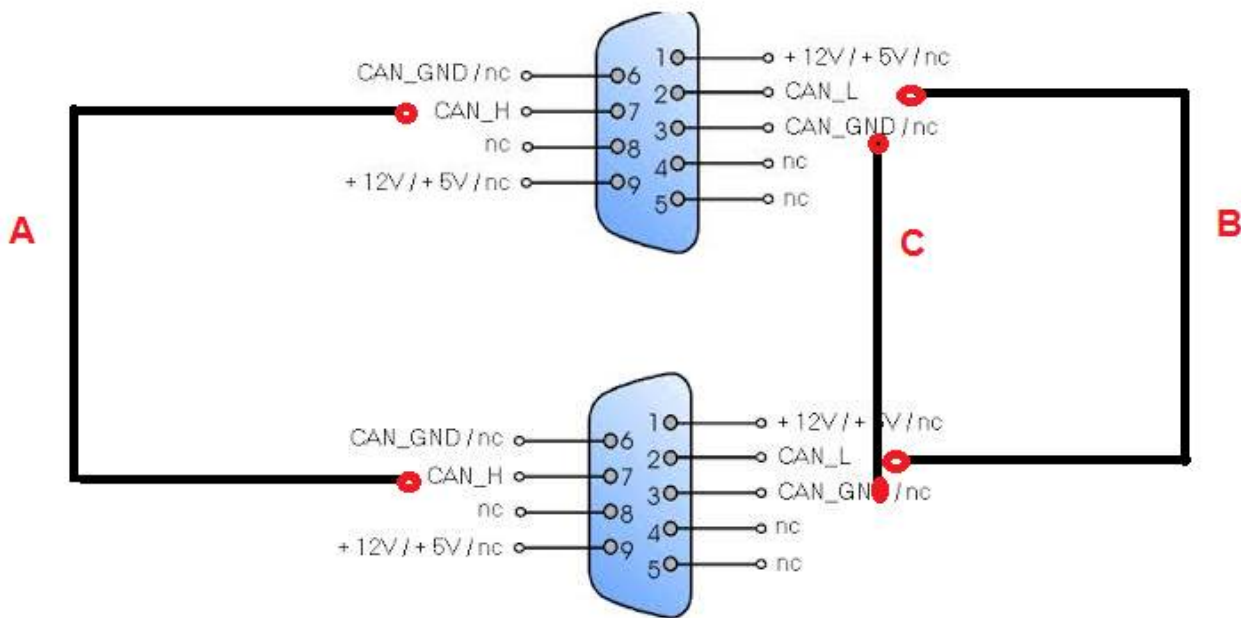 1 +12V/+5V/nc
CAN_GND/nc 6
2 CAN_L
CAN_H 7
3 CAN_GND/nc
nc 8
4 nc
+12V/+5V/nc 9
5 nc
A
B
C
1 +12V/+5V/nc
CAN_GND/nc 6
2 CAN_L
CAN_H 7
3 CAN_GND/nc
nc 8
4 nc
+12V/+5V/nc 9
5 nc